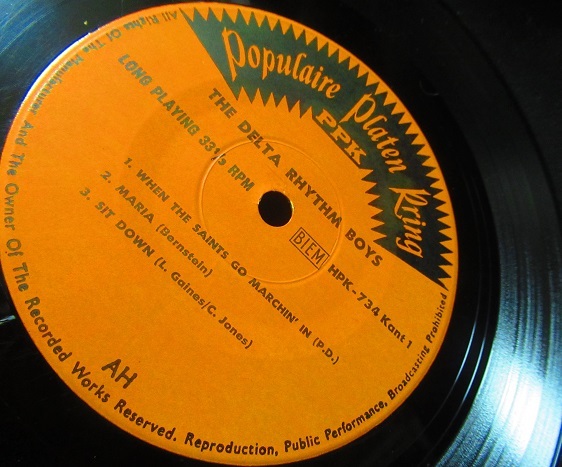 Populaire Platen Kring
PPK
THE DELTA RHYTHM BOYS
LONG PLAYING 33⅓ RPM
BIEM
HPK-734 Kant 1
1. WHEN THE SAINTS GO MARCHIN' IN (P.D.)
2. MARIA (Bernstein)
3. SIT DOWN (L. Gaines/C. Jones)
AH
All Rights Of The Manufacturer And The Owner Of The Recorded Works Reserved. Reproduction, Public Performance, Broadcasting Prohibited